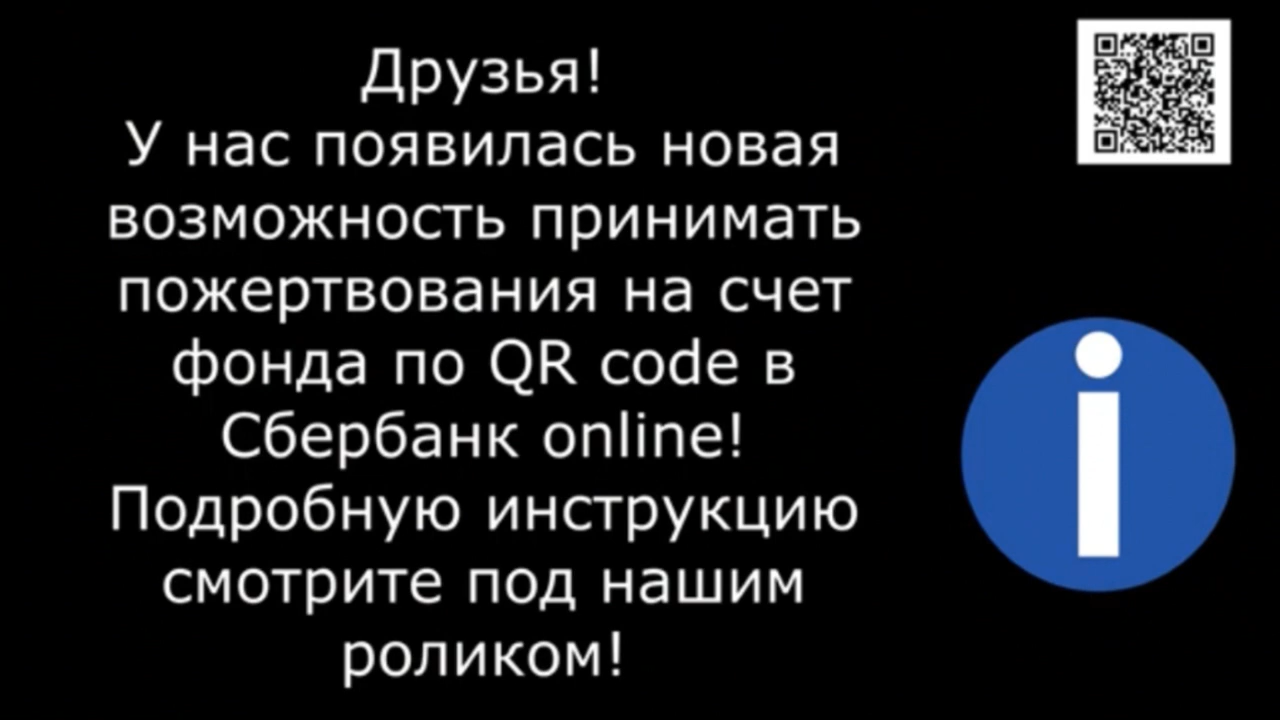 Друзья!
У нас появилась новая
возможность принимать
пожертвования на счет
фонда по QR code в
Сбербанк online!
Подробную инструкцию
смотрите под нашим
роликом!